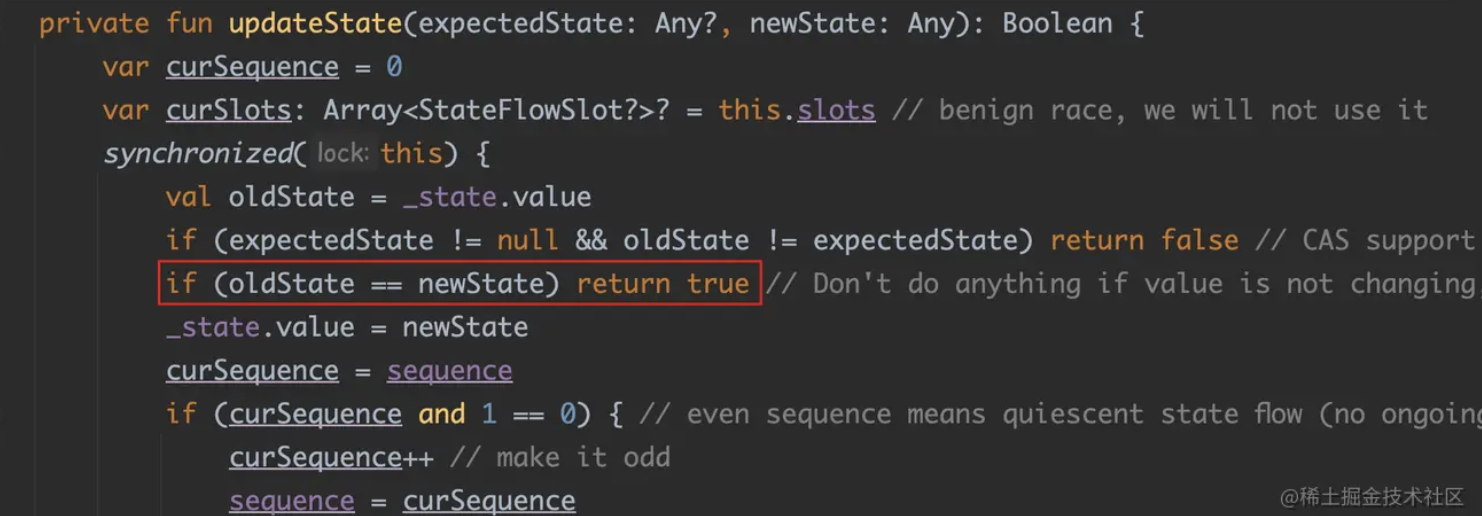 private fun updateState(expectedState: Any?, newState: Any): Boolean {
var curSequence = 0
var curSlots: Array<StateFlowSlot?>? = this.slots // benign race, we will not use it
synchronized( lock: this) {
val oldState = _state.value
if (expectedState != null && oldState != expectedState) return false // CAS support
if (oldState == newState) return true // Don't do anything if value is not changing
_state.value = newState
curSequence = sequence
if (curSequence and 1 == 0) { // even sequence means quiescent state flow (no ongoing
curSequence++ // make it odd
sequence = curSequence
@稀土掘金技术社区